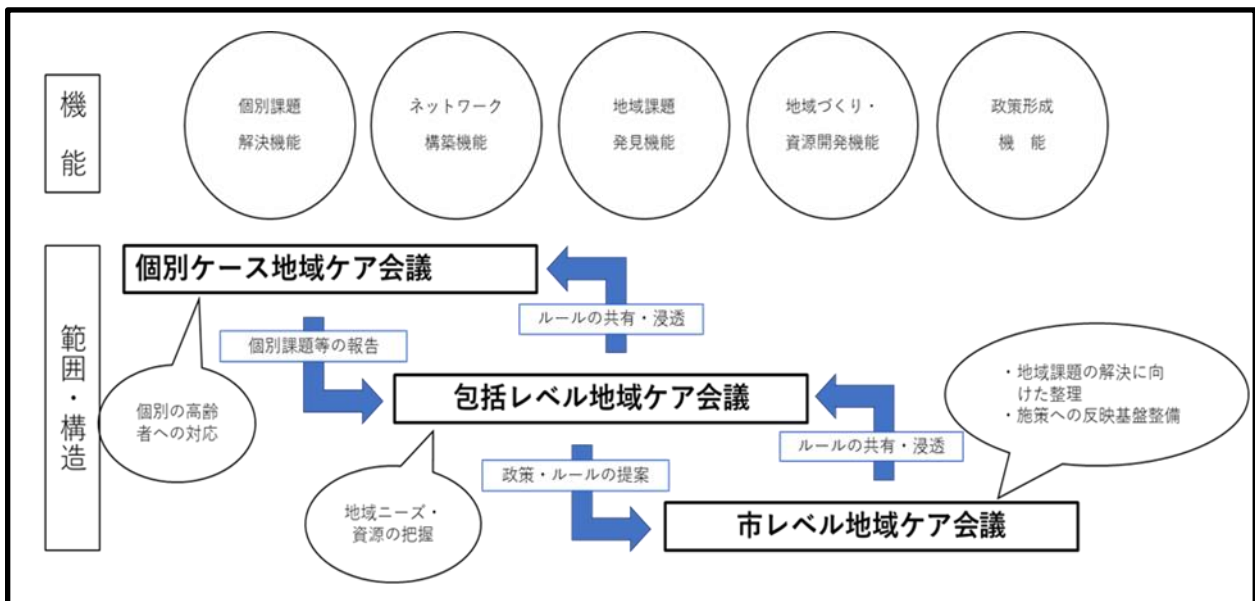 機能
個別課題
解決機能
ネットワーク
構築機能
地域課題
発見機能
地域づくり・
資源開発機能
政策形成
機　能
範囲・構造
個別ケース地域ケア会議
ルールの共有・浸透
個別課題等の報告
個別の高齢
者への対応
包括レベル地域ケア会議
・地域課題の解決に向
けた整理
・施策への反映基盤整備
ルールの共有・浸透
政策・ルールの提案
地域ニーズ・
資源の把握
市レベル地域ケア会議